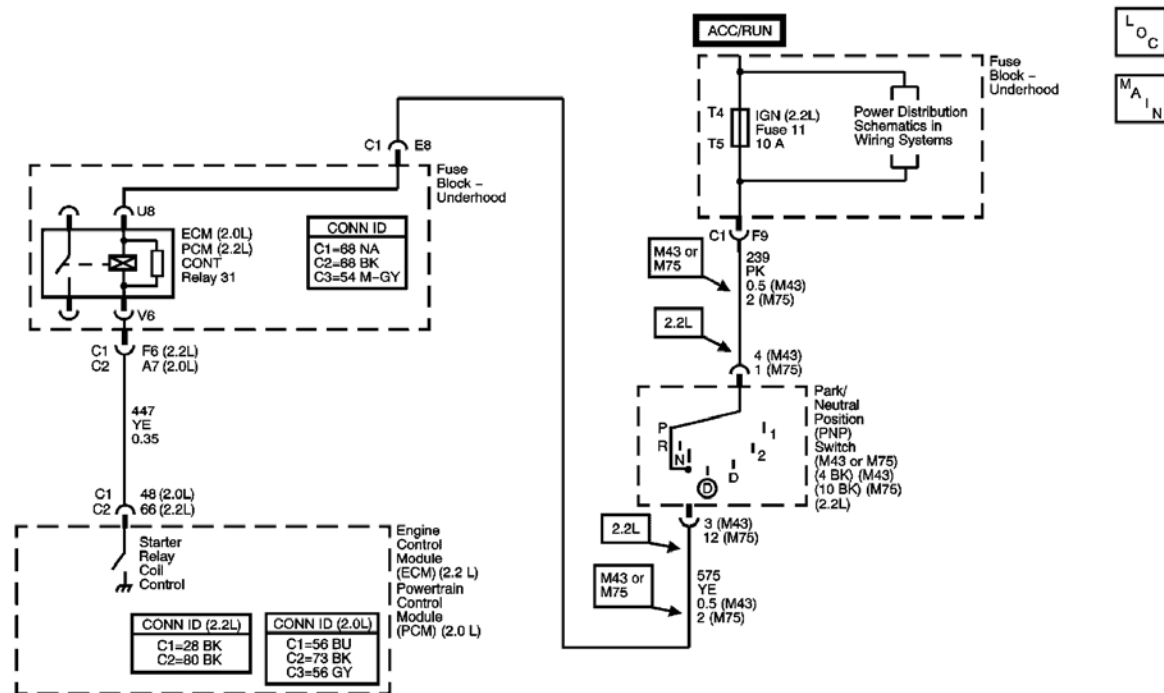 ACC/RUN
L O C
M A I N
Fuse
Block –
Underhood
T4
T5
IGN (2.2L)
Fuse 11
10 A
Power Distribution
Schematics in
Wiring Systems
C1 F9
M43 or
M75
239
PK
0.5 (M43)
2 (M75)
2.2L
4 (M43)
1 (M75)
Park/
Neutral
Position
(PNP)
Switch
(M43 or M75)
(4 BK) (M43)
(10 BK) (M75)
(2.2L)
P
R
N
D
D
2
1
3 (M43)
12 (M75)
2.2L
M43 or
M75
575
YE
0.5 (M43)
2 (M75)
C1 E8
Fuse
Block –
Underhood
U8
ECM (2.0L)
PCM (2.2L)
CONT
Relay 31
V6
CONN ID
C1=68 NA
C2=68 BK
C3=54 M-GY
C1 F6 (2.2L)
C2 A7 (2.0L)
447
YE
0.35
C1 48 (2.0L)
C2 66 (2.2L)
Starter
Relay
Coil
Control
Engine
Control
Module
(ECM) (2.2 L)
Powertrain
Control
Module
(PCM) (2.0 L)
CONN ID (2.2L)
C1=28 BK
C2=80 BK
CONN ID (2.0L)
C1=56 BU
C2=73 BK
C3=56 GY